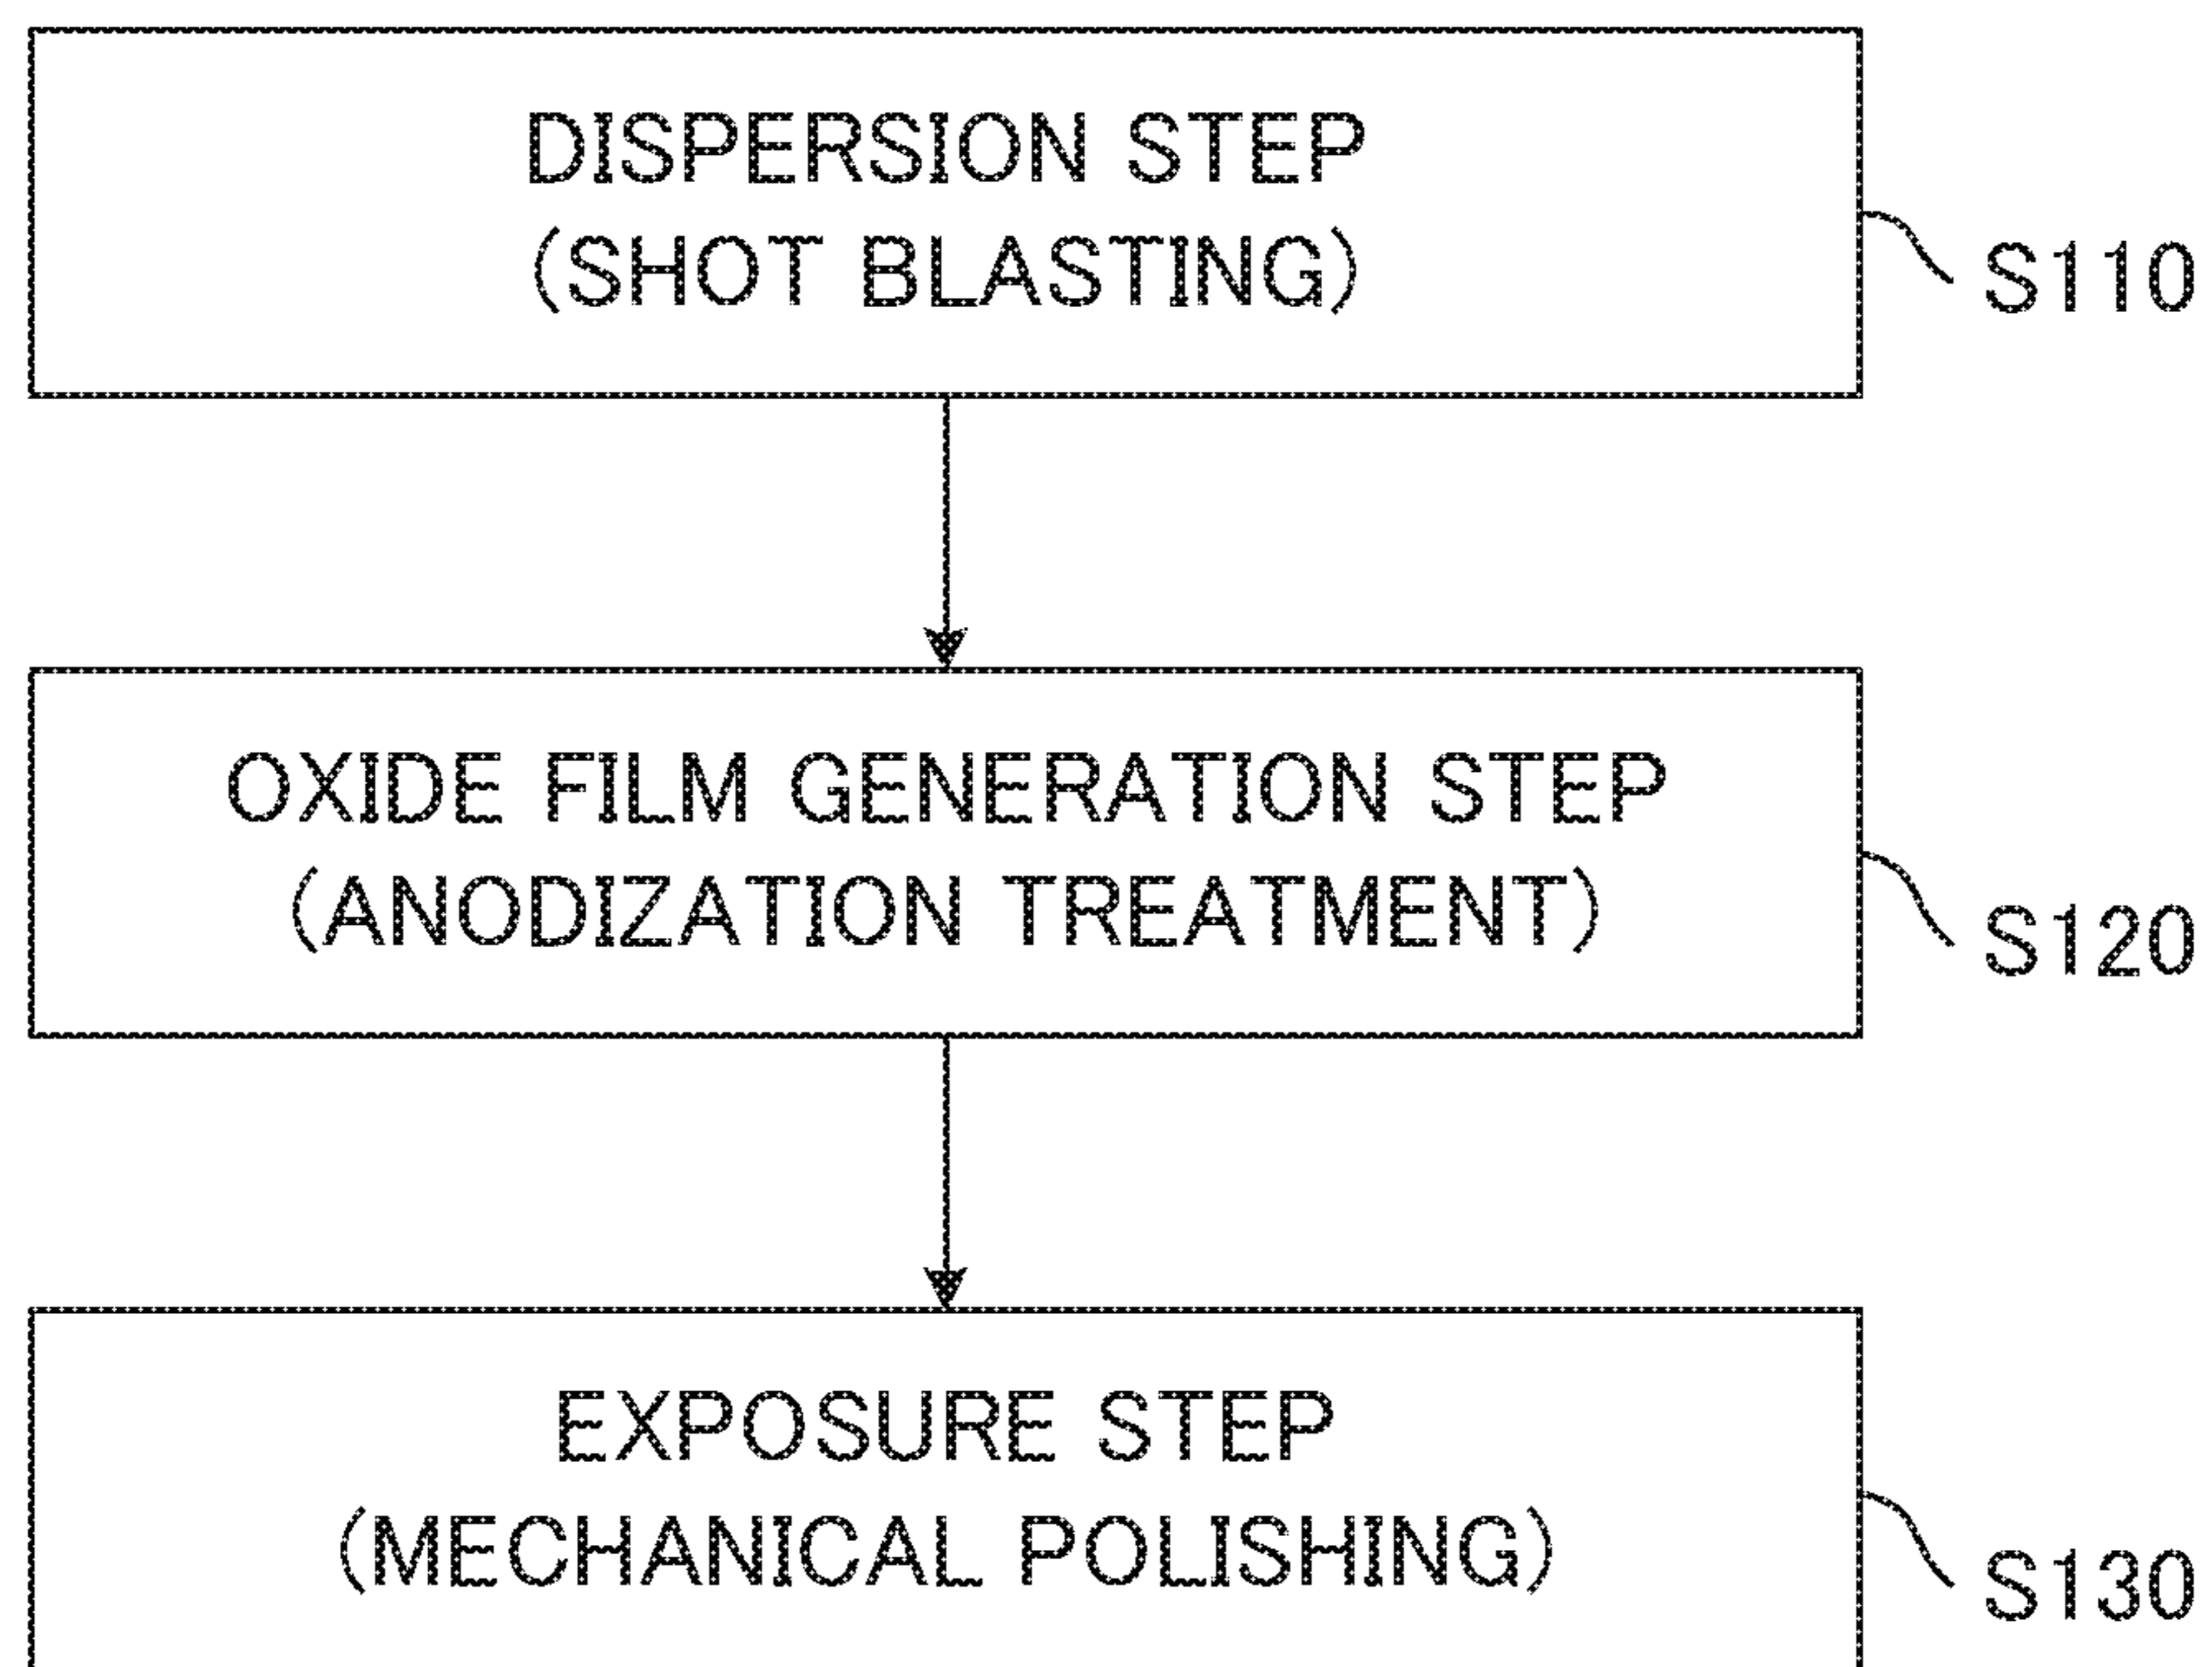 DISPERSION STEP
(SHOT BLASTING)
S110
OXIDE FILM GENERATION STEP
(ANODIZATION TREATMENT)
S120
EXPOSURE STEP
(MECHANICAL POLISHING)
S130